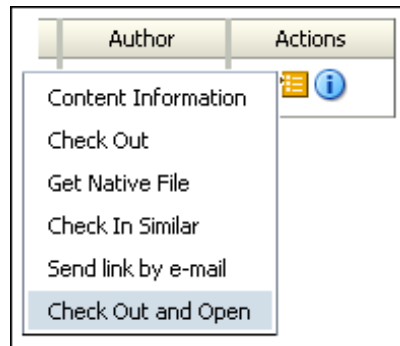 Author Actions
Content Information
Check Out
Get Native File
Check In Similar
Send link by e-mail
Check Out and Open